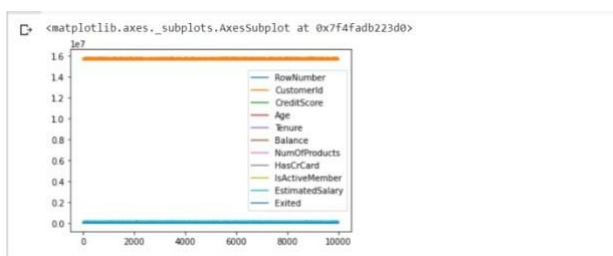 <matplotlib.axes._subplots.AxesSubplot at 0x7f4fadb223d0>
1e7
1.6
1.4
1.2
1.0
0.8
0.6
0.4
0.2
0.0
RowNumber
CustomerId
CreditScore
Age
Tenure
Balance
NumOfProducts
HasCrCard
IsActiveMember
EstimatedSalary
Exited
0 2000 4000 6000 8000 10000